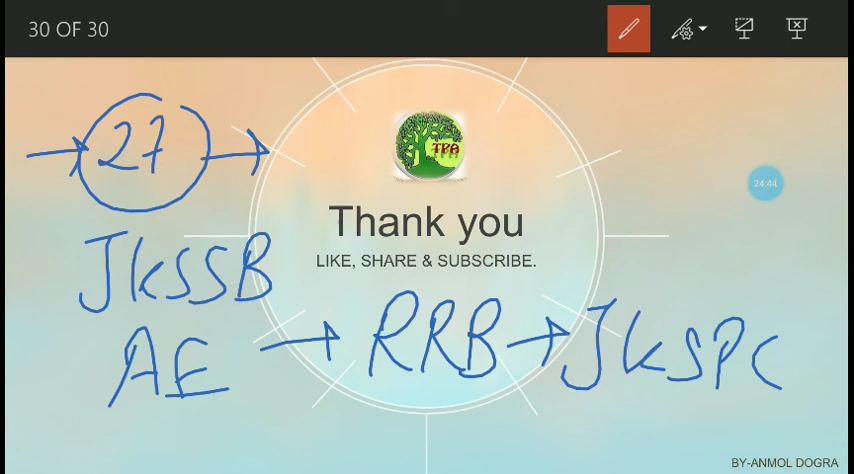 30 OF 30
27
TPA
24:44
Thank you
JKSSB
LIKE, SHARE & SUBSCRIBE.
AE → RRB → JKSPC
BY-ANMOL DOGRA